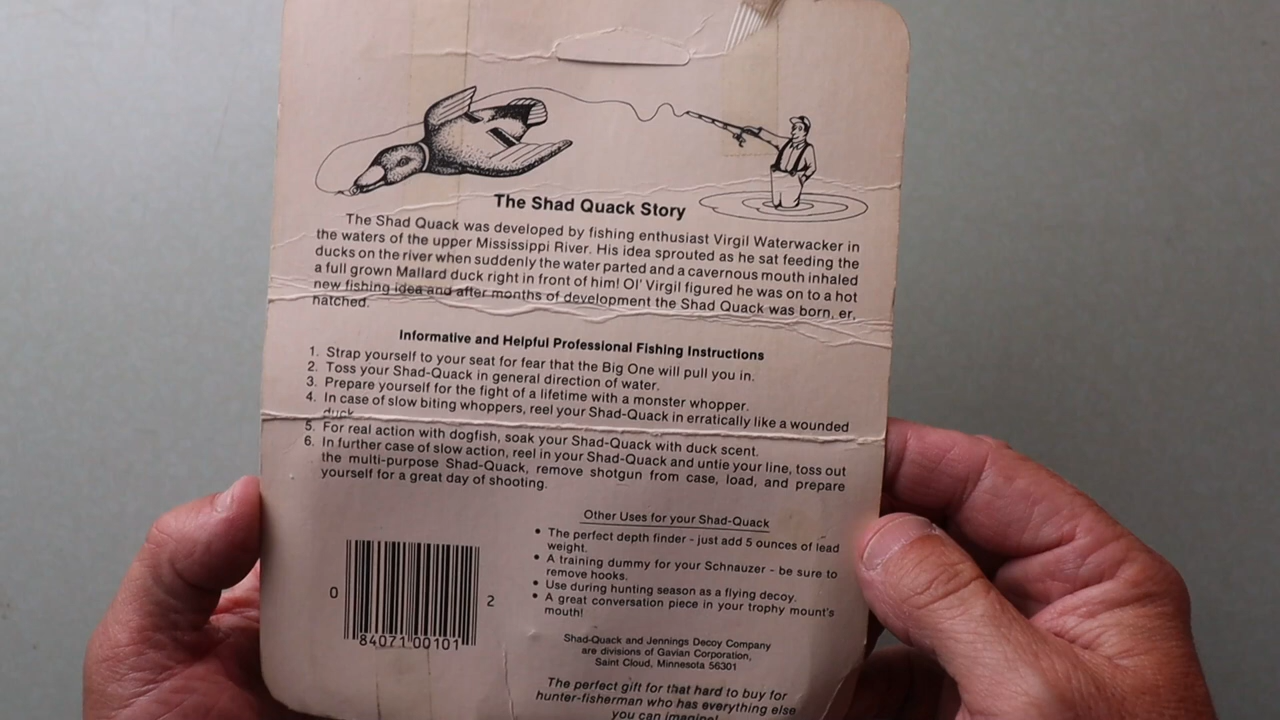 The Shad Quack Story
The Shad Quack was developed by fishing enthusiast Virgil Waterwacker in
the waters of the upper Mississippi River. His idea sprouted as he sat feeding the
ducks on the river when suddenly the water parted and a cavernous mouth inhaled
a full grown Mallard duck right in front of him! Ol' Virgil figured he was on to a hot
new fishing idea and after months of development the Shad Quack was born, er,
hatched.
Informative and Helpful Professional Fishing Instructions
1. Strap yourself to your seat for fear that the Big One will pull you in.
2. Toss your Shad-Quack in general direction of water.
3. Prepare yourself for the fight of a lifetime with a monster whopper.
4. In case of slow biting whoppers, reel your Shad-Quack in erratically like a wounded
duck.
5. For real action with dogfish, soak your Shad-Quack with duck scent.
6. In further case of slow action, reel in your Shad-Quack and untie your line, toss out
the multi-purpose Shad-Quack, remove shotgun from case, load, and prepare
yourself for a great day of shooting.
Other Uses for your Shad-Quack
• The perfect depth finder - just add 5 ounces of lead
weight.
• A training dummy for your Schnauzer - be sure to
remove hooks.
• Use during hunting season as a flying decoy.
• A great conversation piece in your trophy mount's
mouth!
0 84071 00101 2
Shad-Quack and Jennings Decoy Company
are divisions of Gavian Corporation,
Saint Cloud, Minnesota 56301
The perfect gift for that hard to buy for
hunter-fisherman who has everything else
you can imagine!